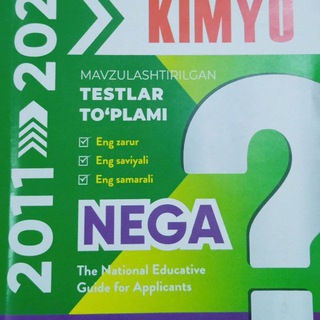 KIMYO
MAVZULASHTIRILGAN
TESTLAR
TO‘PLAMI
Eng zarur
Eng saviyali
Eng samarali
2011
NEGA
?
The National Educative
Guide for Applicants